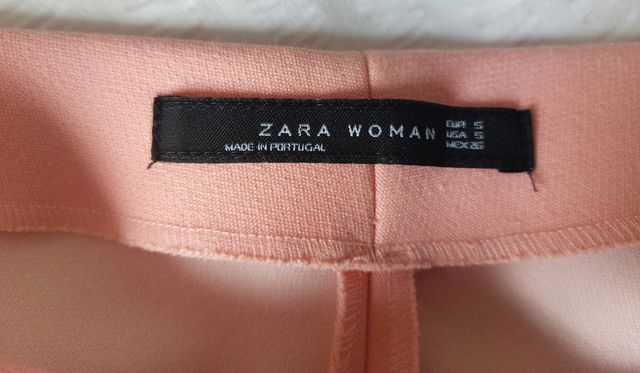 ZARA WOMAN
MADE IN PORTUGAL
EUR S
USA S
MEX 26